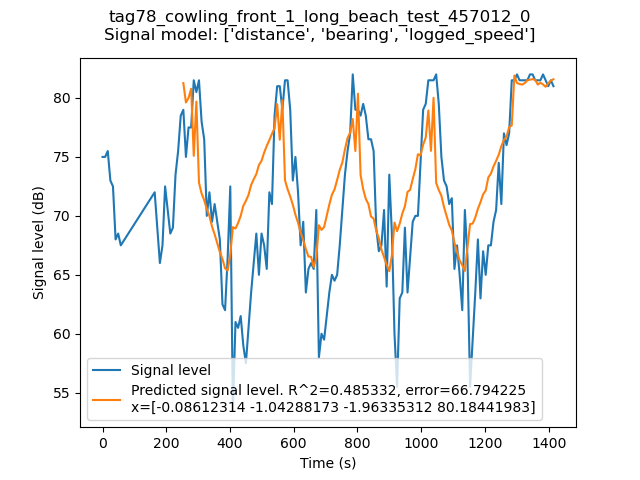 tag78_cowling_front_1_long_beach_test_457012_0
Signal model: ['distance', 'bearing', 'logged_speed']
Signal level (dB)
80
75
70
65
60
55
Signal level
Predicted signal level. R^2=0.485332, error=66.794225
x=[-0.08612314 -1.04288173 -1.96335312 80.18441983]
0 200 400 600 800 1000 1200 1400
Time (s)